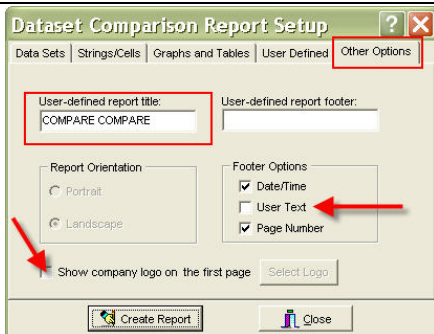 Dataset Comparison Report Setup
Data Sets Strings/Cells Graphs and Tables User Defined Other Options
User-defined report title: User-defined report footer:
COMPARE COMPARE
Report Orientation Footer Options
Portrait Date/Time
User Text
Landscape Page Number
Show company logo on the first page Select Logo
Create Report Close